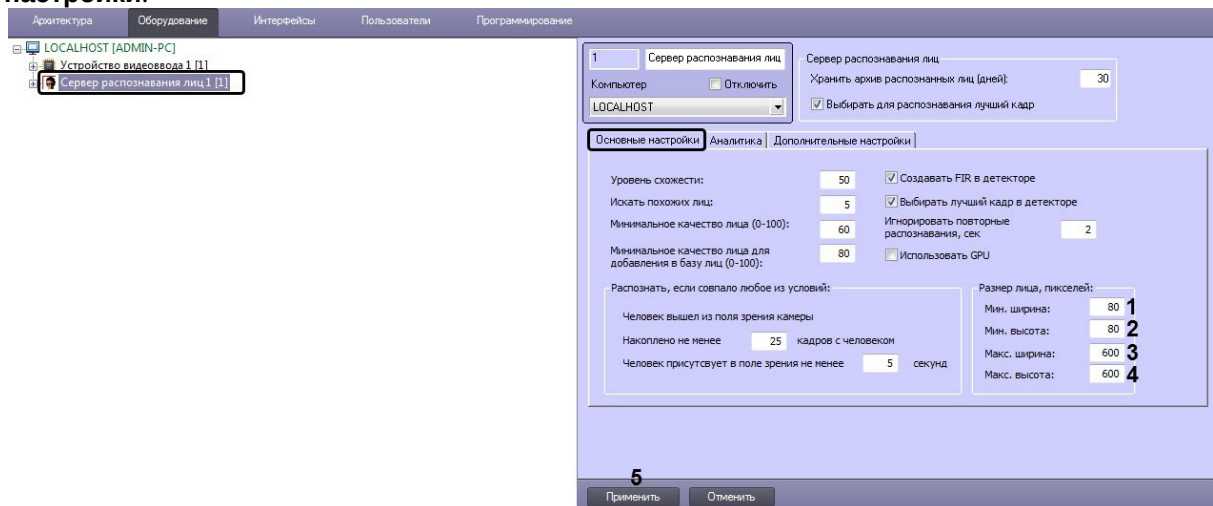 настройки.
Архитектура Оборудование Интерфейсы Пользователи Программирование
LOCALHOST [ADMIN-PC]
Устройство видеоввода 1 [1]
Сервер распознавания лиц 1 [1]
1 Сервер распознавания лиц
Компьютер Отключить
LOCALHOST
Сервер распознавания лиц
Хранить архив распознанных лиц (дней): 30
Выбирать для распознавания лучший кадр
Основные настройки Аналитика Дополнительные настройки
Уровень схожести: 50
Искать похожих лиц: 5
Минимальное качество лица (0-100): 60
Минимальное качество лица для
добавления в базу лиц (0-100): 80
Создавать FIR в детекторе
Выбирать лучший кадр в детекторе
Игнорировать повторные
распознавания, сек 2
Использовать GPU
Распознать, если совпало любое из условий:
Человек вышел из поля зрения камеры
Накоплено не менее 25 кадров с человеком
Человек присутсвует в поле зрения не менее 5 секунд
Размер лица, пикселей:
Мин. ширина: 80 1
Мин. высота: 80 2
Макс. ширина: 600 3
Макс. высота: 600 4
5
Применить Отменить